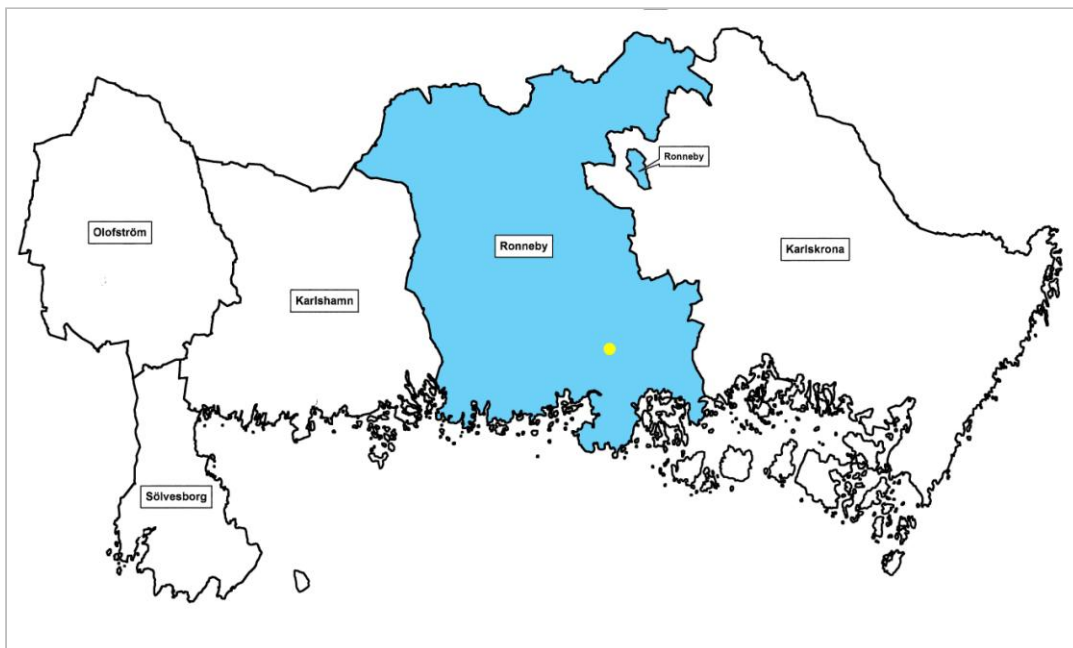 Ronneby
Olofström
Ronneby
Karlskrona
Karlshamn
Sölvesborg